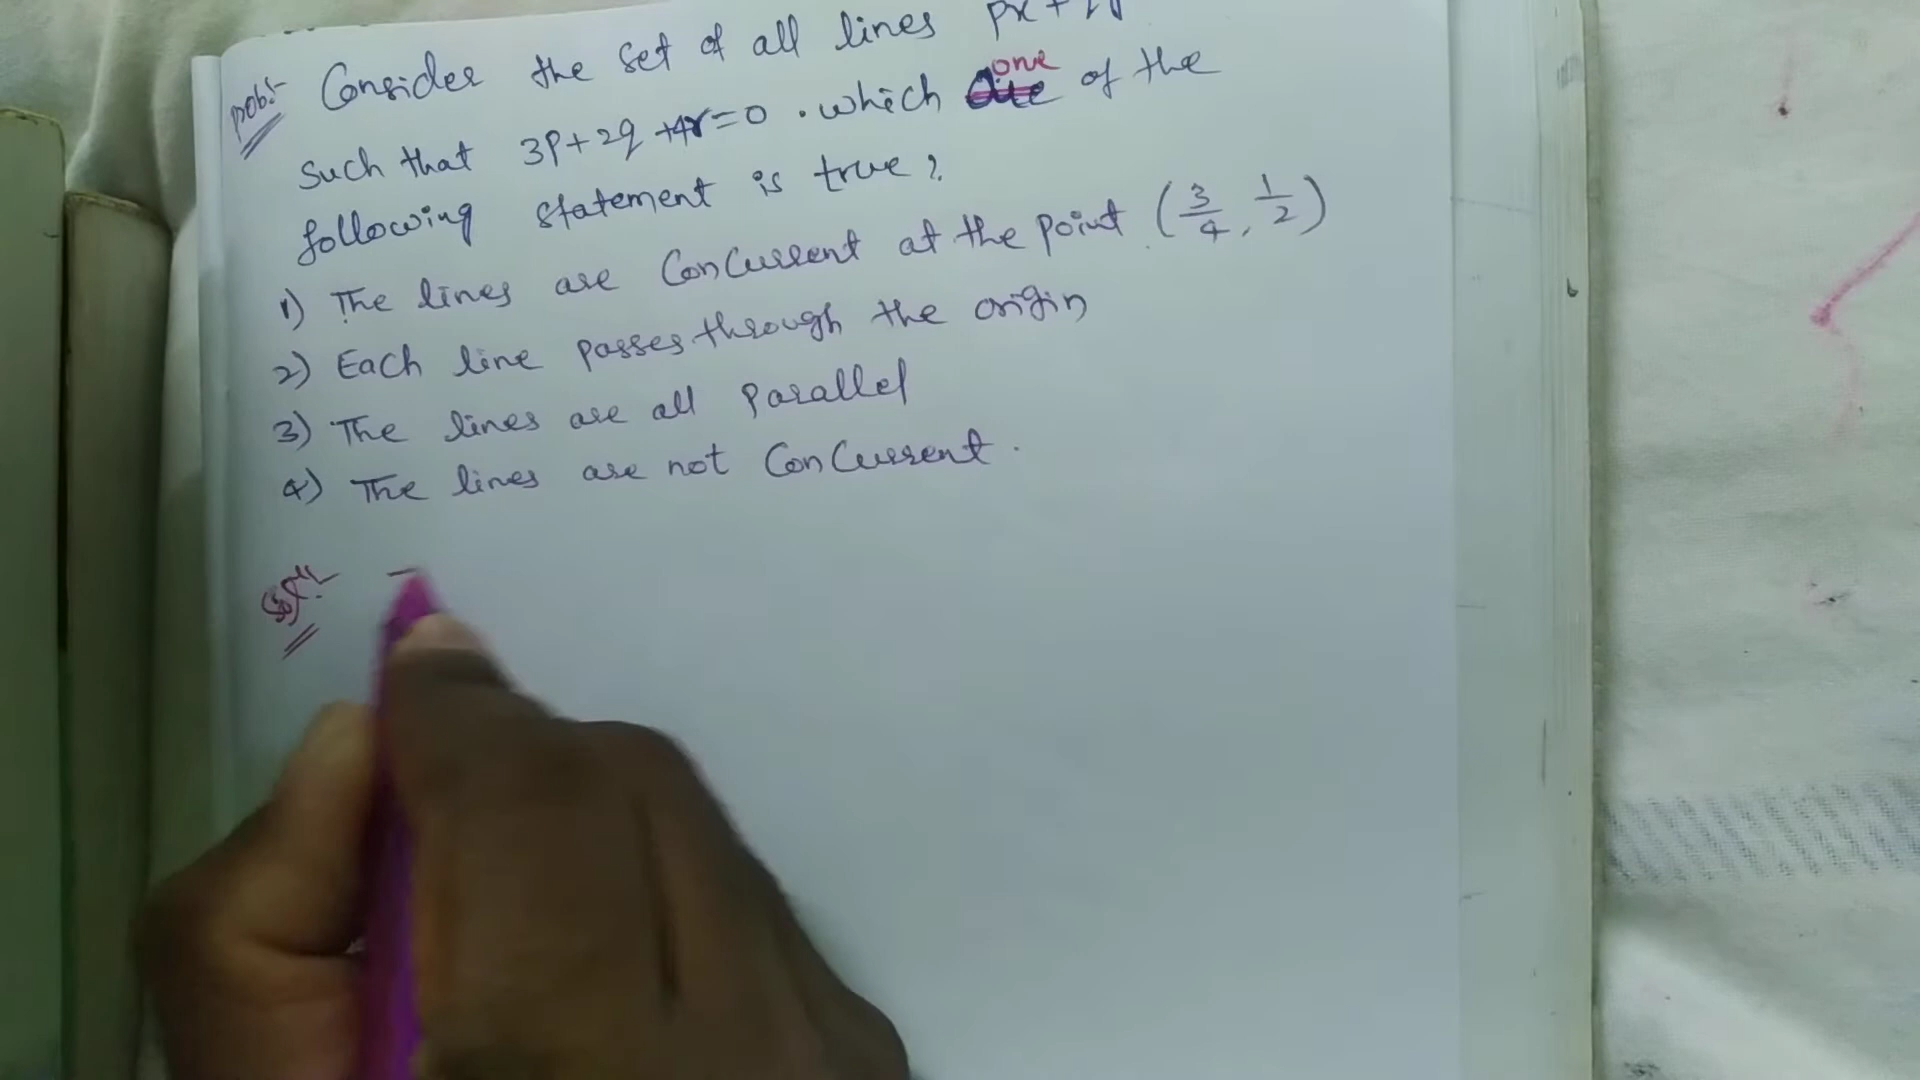 prob:- Consider the set of all lines px +
such that 3p+2q+4r=0 . which one of the
following statement is true?
1) The lines are concurrent at the point (3/4, 1/2)
2) Each line passes through the origin
3) The lines are all parallel
4) The lines are not concurrent.
Sol:-